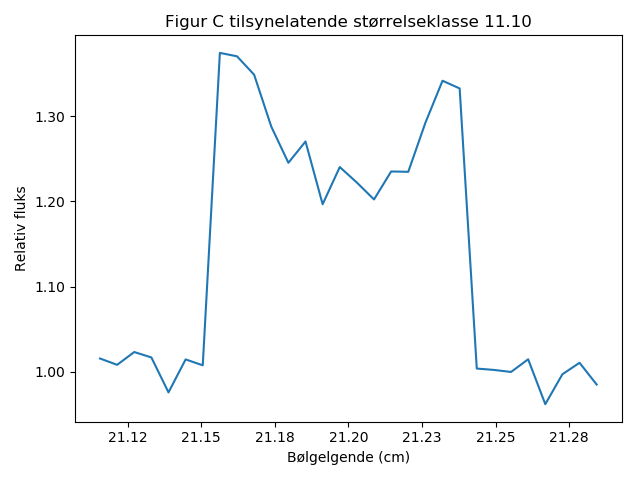 Figur C tilsynelatende størrelseklasse 11.10
Relativ fluks
1.30
1.20
1.10
1.00
21.12 21.15 21.18 21.20 21.23 21.25 21.28
Bølgelgende (cm)